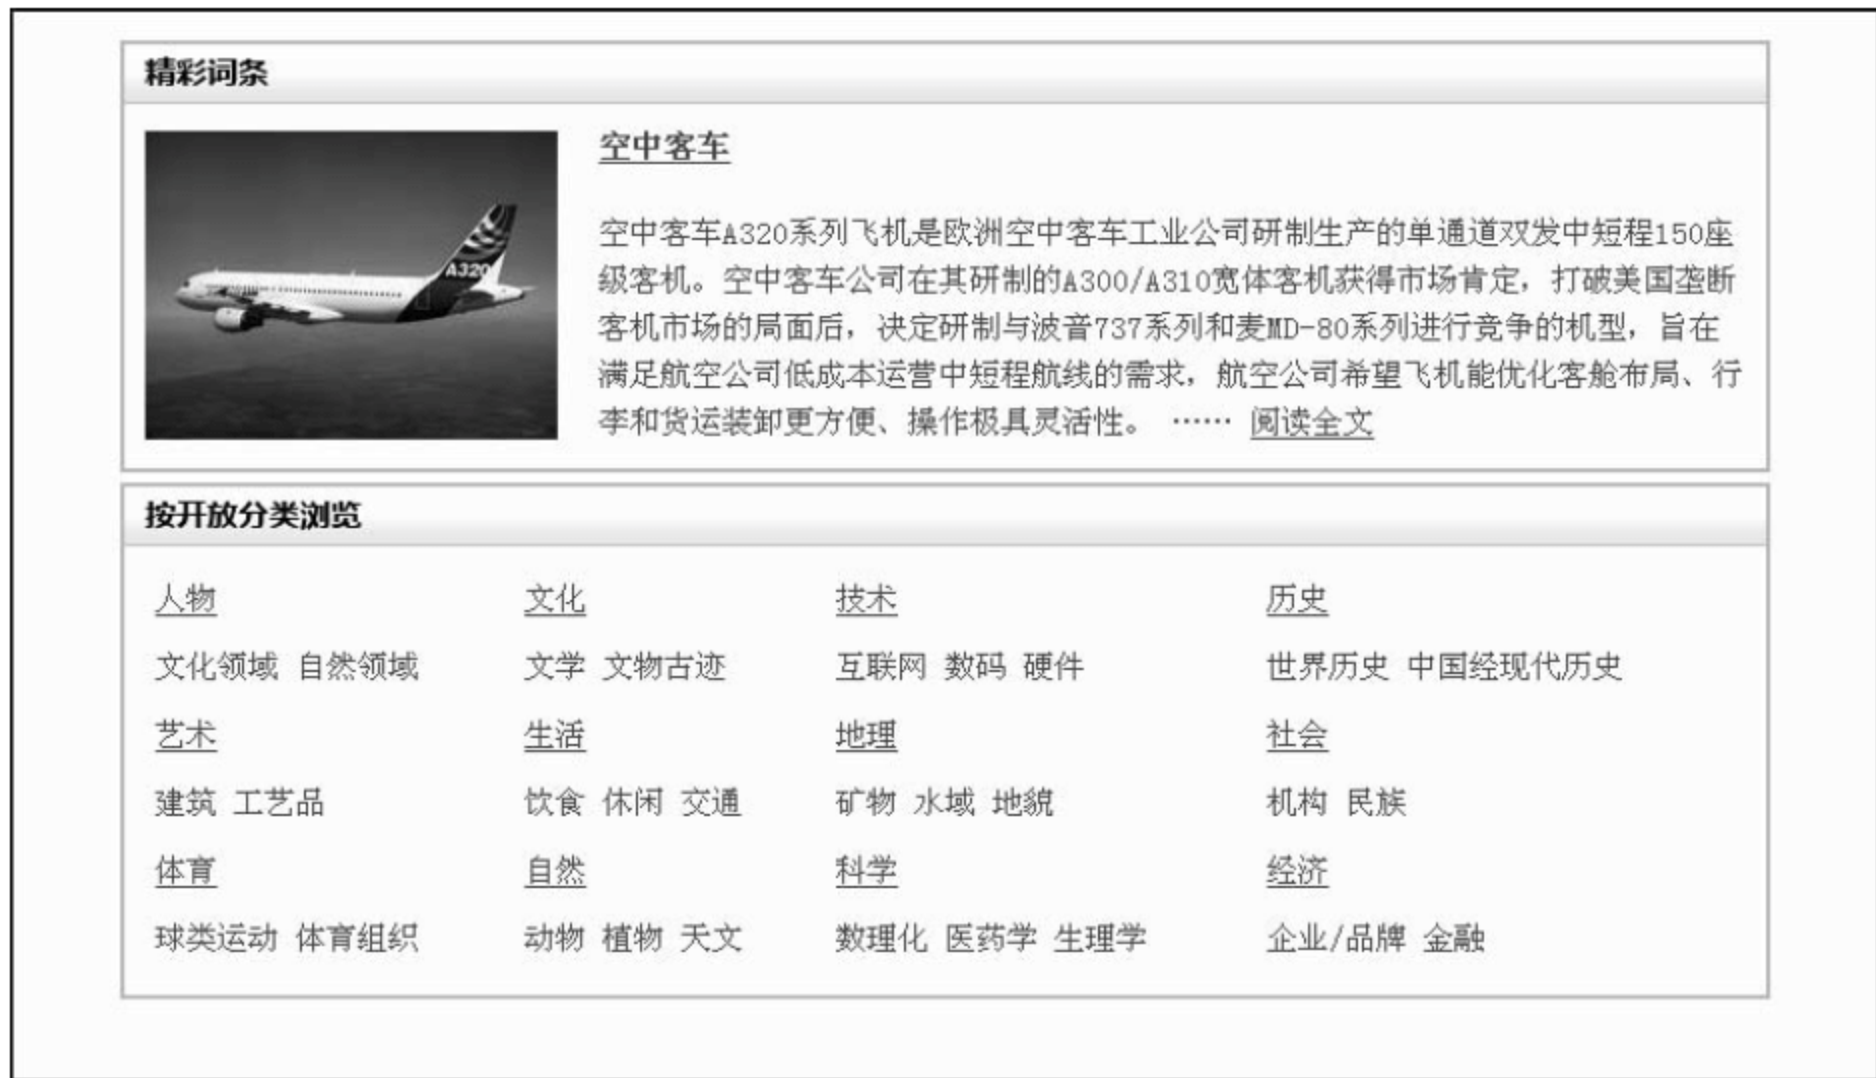 精彩词条
A320
空中客车
空中客车A320系列飞机是欧洲空中客车工业公司研制生产的单通道双发中短程150座
级客机。空中客车公司在其研制的A300/A310宽体客机获得市场肯定，打破美国垄断
客机市场的局面后，决定研制与波音737系列和麦MD-80系列进行竞争的机型，旨在
满足航空公司低成本运营中短程航线的需求，航空公司希望飞机能优化客舱布局、行
李和货运装卸更方便、操作极具灵活性。 …… 阅读全文
按开放分类浏览
人物 文化 技术 历史
文化领域 自然领域 文学 文物古迹 互联网 数码 硬件 世界历史 中国经现代历史
艺术 生活 地理 社会
建筑 工艺品 饮食 休闲 交通 矿物 水域 地貌 机构 民族
体育 自然 科学 经济
球类运动 体育组织 动物 植物 天文 数理化 医药学 生理学 企业/品牌 金融